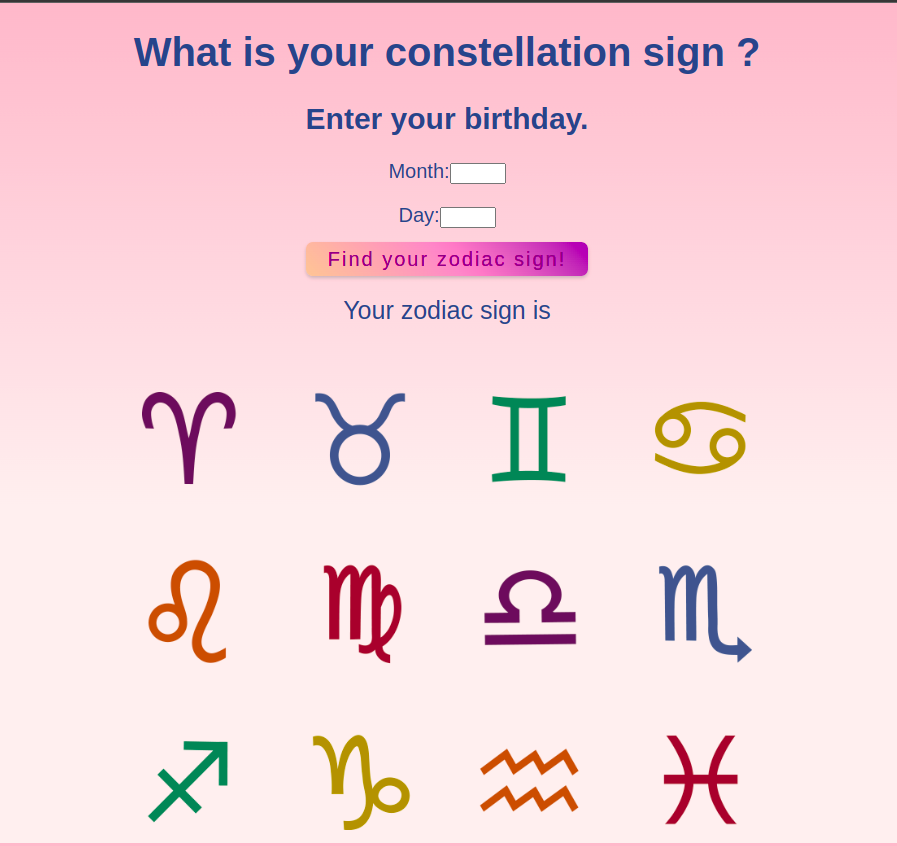 What is your constellation sign ?
Enter your birthday.
Month:
Day:
Find your zodiac sign!
Your zodiac sign is